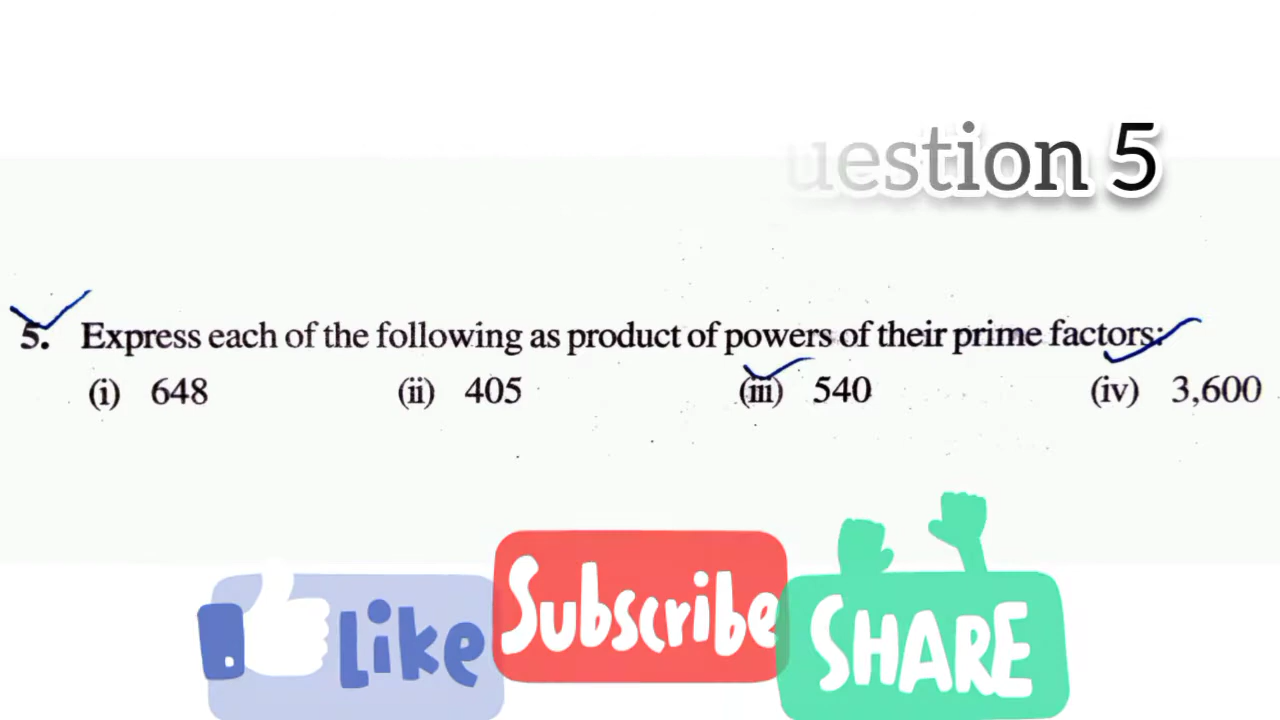 uestion 5
5. Express each of the following as product of powers of their prime factors:
(i) 648 (ii) 405 (iii) 540 (iv) 3,600
Like Subscribe SHARE